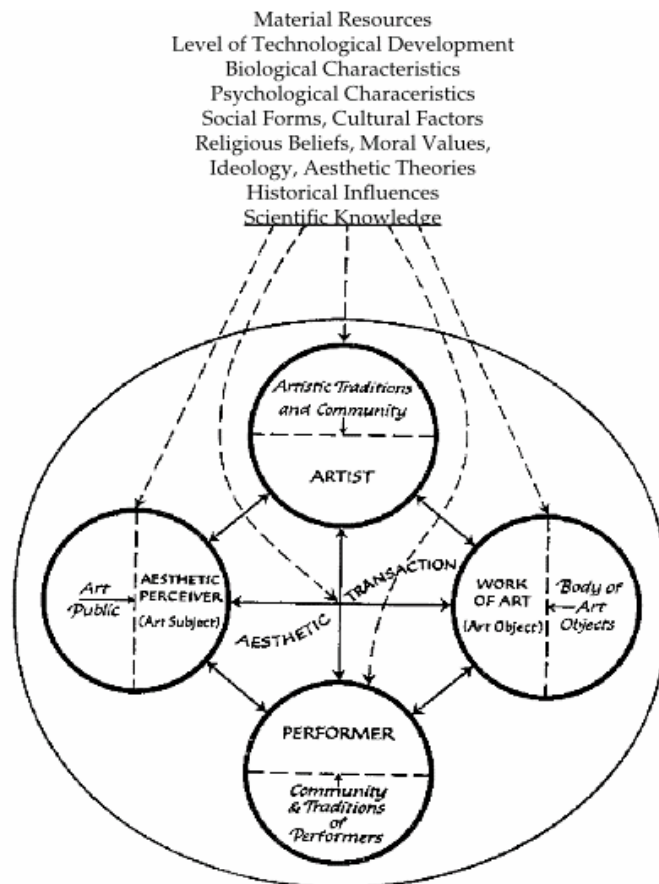 Material Resources
Level of Technological Development
Biological Characteristics
Psychological Characeristics
Social Forms, Cultural Factors
Religious Beliefs, Moral Values,
Ideology, Aesthetic Theories
Historical Influences
Scientific Knowledge
Artistic Traditions
and Community
ARTIST
TRANSACTION
AESTHETIC
Art
Public
AESTHETIC
PERCEIVER
(Art Subject)
WORK
OF ART
(Art Object)
Body of
Art
Objects
PERFORMER
Community
& Traditions
of
Performers